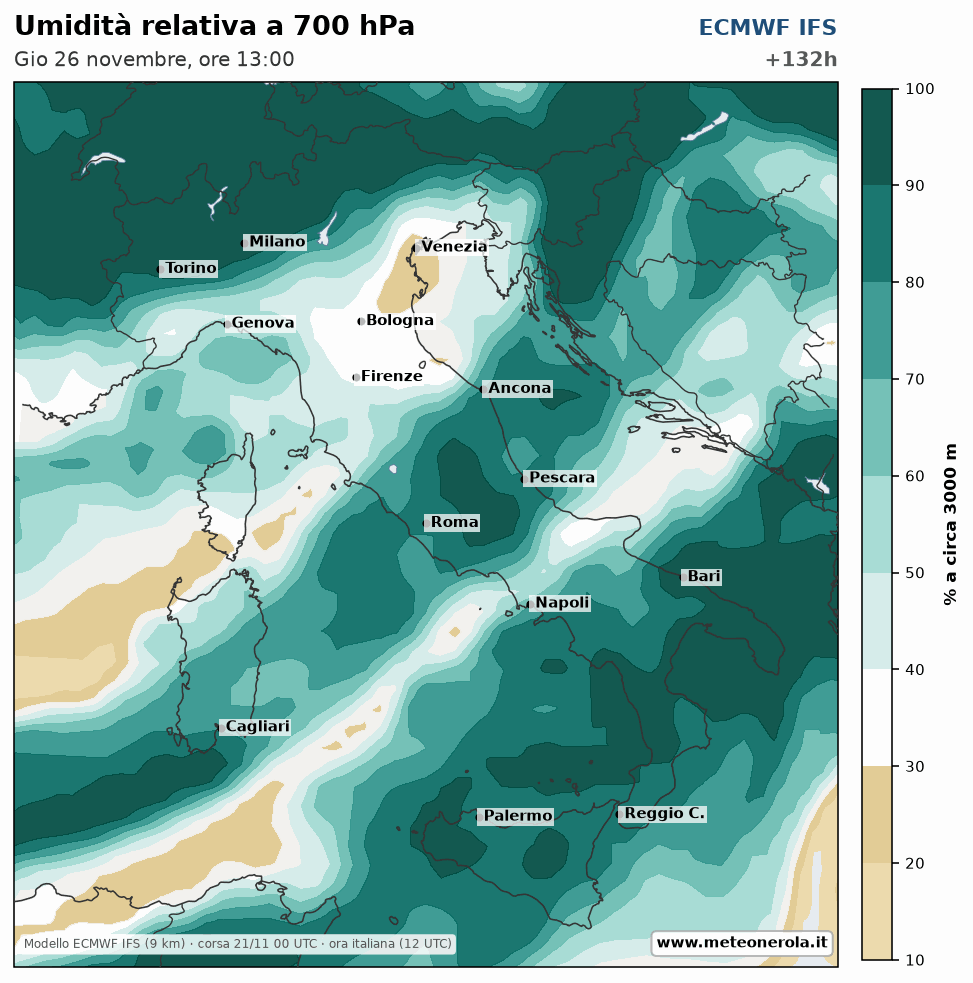 Umidità relativa a 700 hPa
ECMWF IFS
Gio 26 novembre, ore 13:00
+132h
Milano
Venezia
Torino
Genova
Bologna
Firenze
Ancona
Pescara
Roma
Bari
Napoli
Cagliari
Palermo
Reggio C.
100
90
80
70
60
50
40
30
20
10
% a circa 3000 m
Modello ECMWF IFS (9 km) · corsa 21/11 00 UTC · ora italiana (12 UTC)
www.meteonerola.it